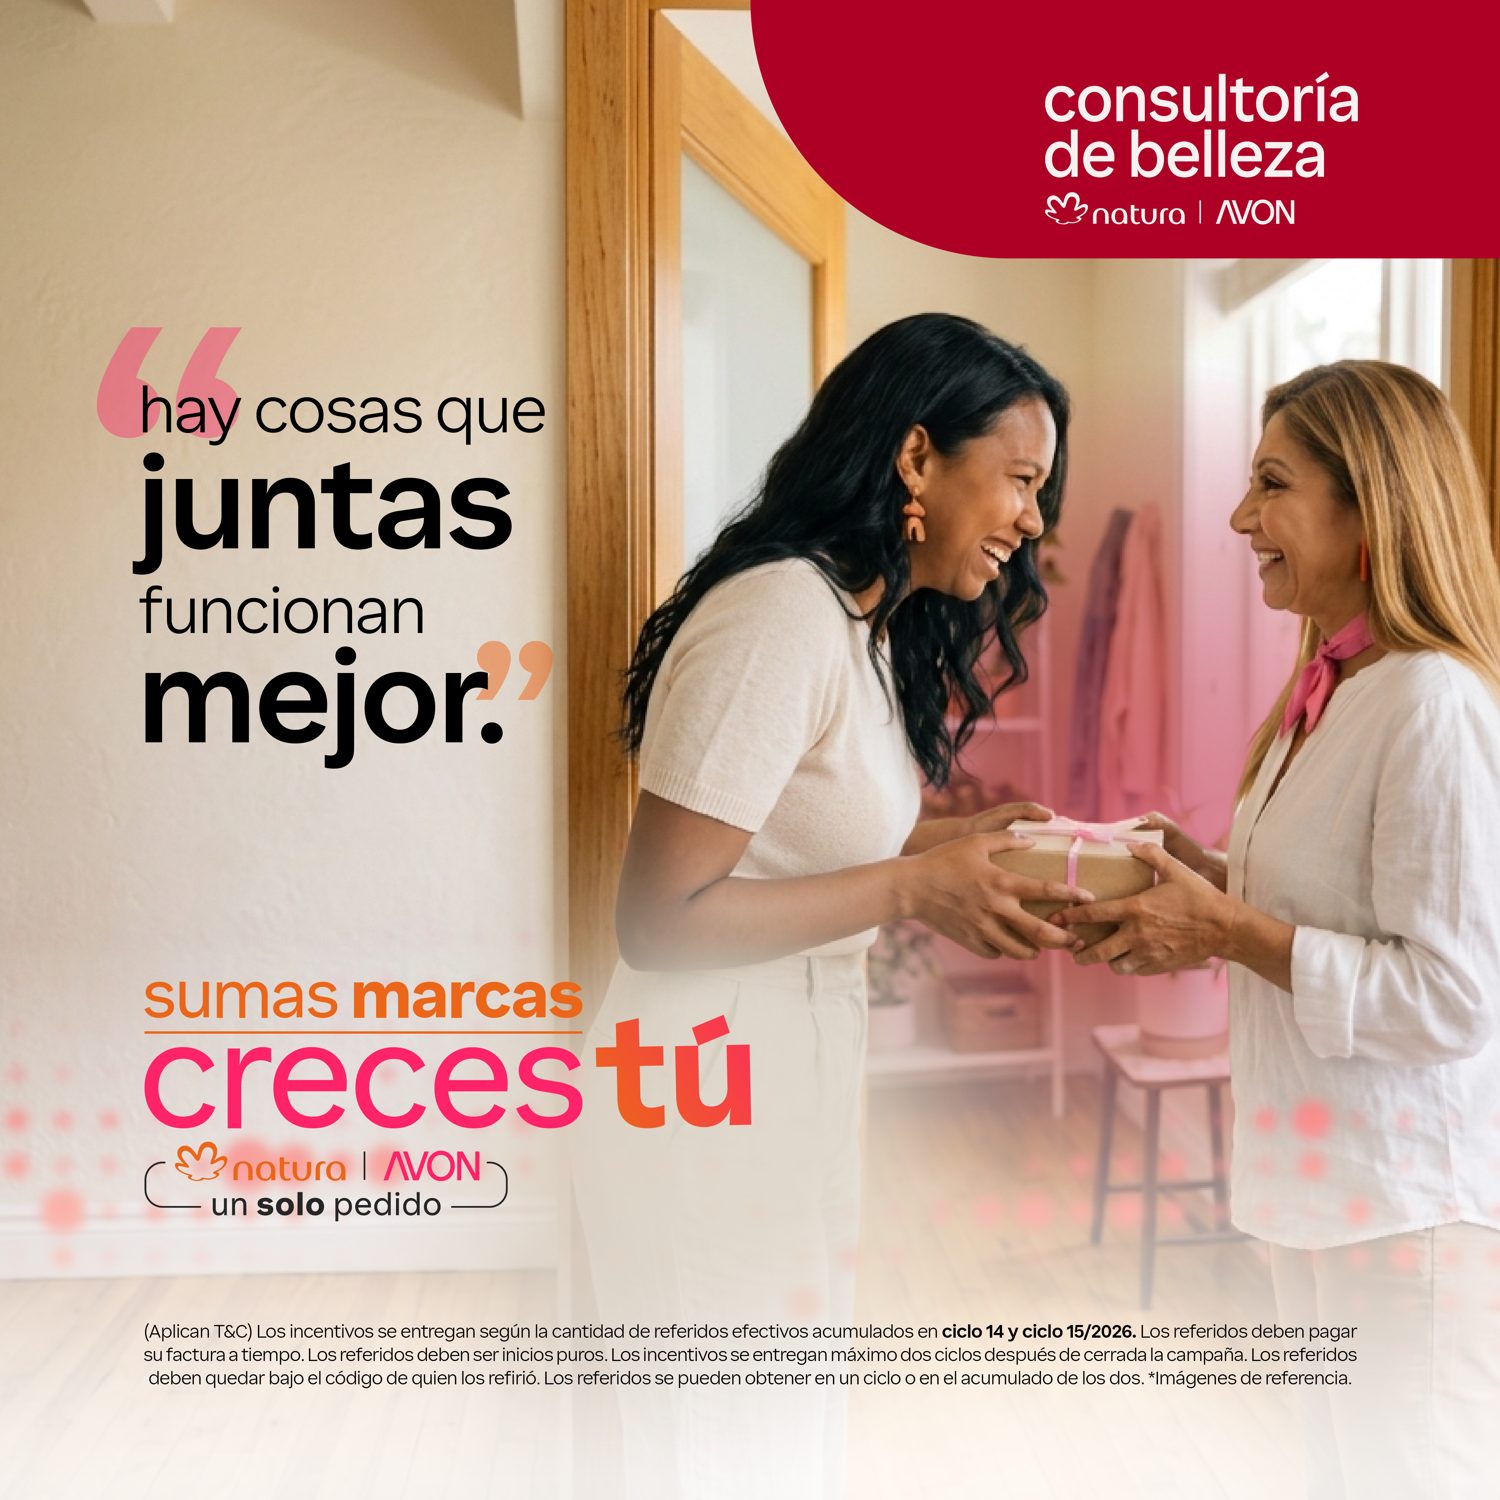 consultoría
de belleza
natura | AVON
“hay cosas que
juntas
funcionan
mejor.”
sumas marcas
creces tú
natura | AVON
un solo pedido
(Aplican T&C) Los incentivos se entregan según la cantidad de referidos efectivos acumulados en ciclo 14 y ciclo 15/2026. Los referidos deben pagar
su factura a tiempo. Los referidos deben ser inicios puros. Los incentivos se entregan máximo dos ciclos después de cerrada la campaña. Los referidos
deben quedar bajo el código de quien los refirió. Los referidos se pueden obtener en un ciclo o en el acumulado de los dos. *Imágenes de referencia.